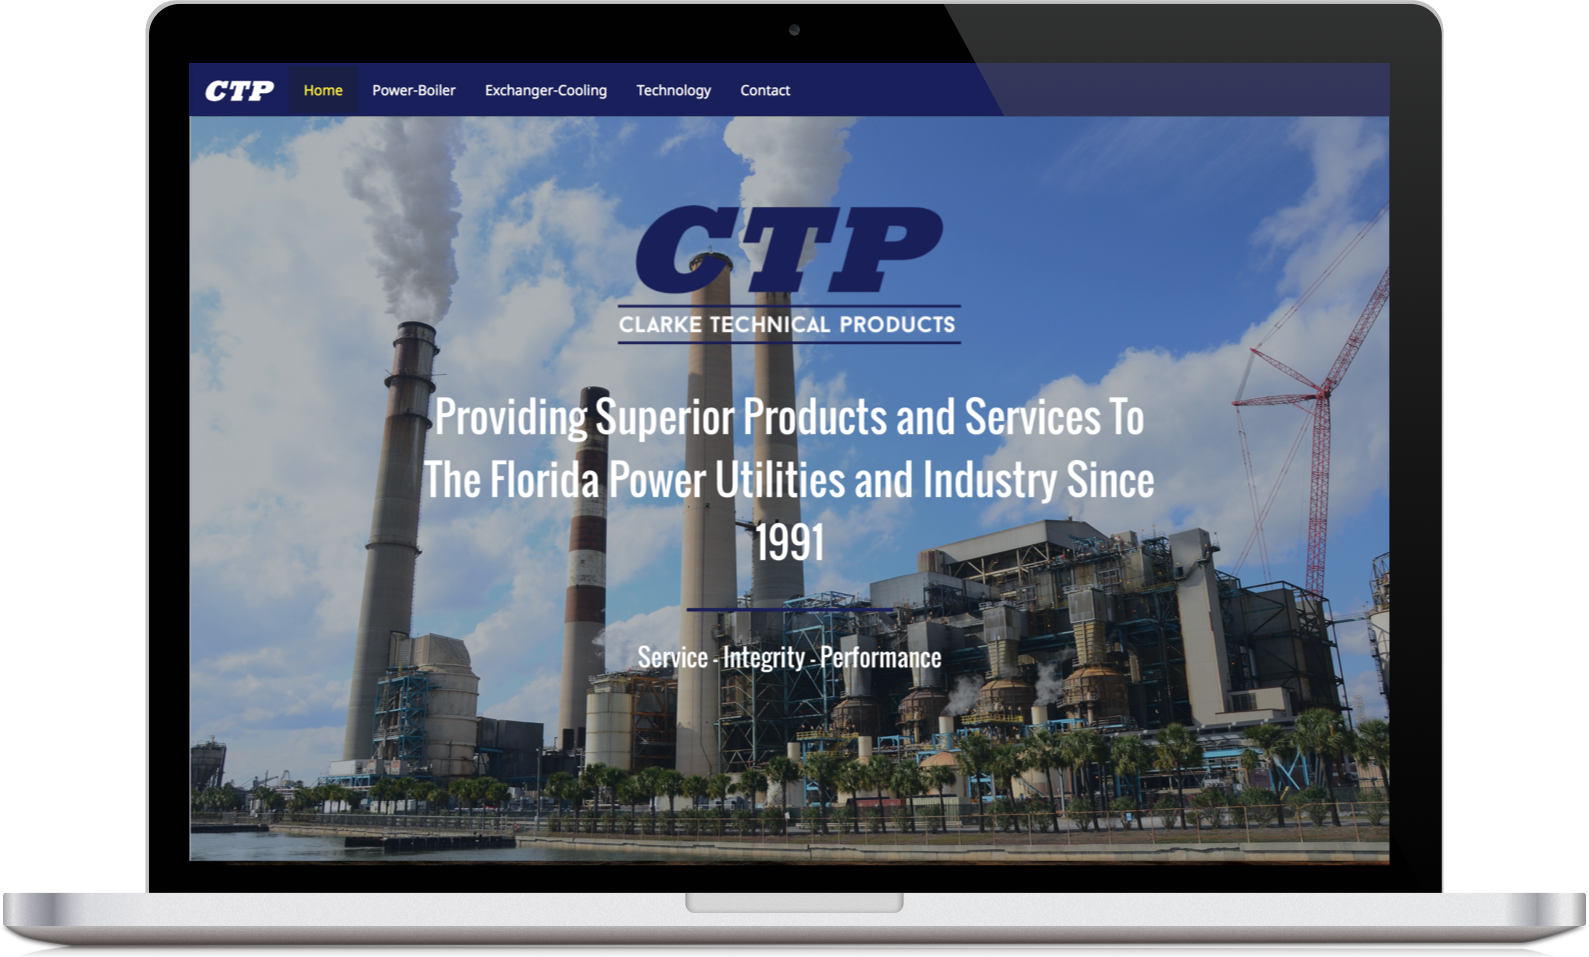 CTP Home Power-Boiler Exchanger-Cooling Technology Contact
CTP
CLARKE TECHNICAL PRODUCTS
Providing Superior Products and Services To
The Florida Power Utilities and Industry Since
1991
Service - Integrity - Performance